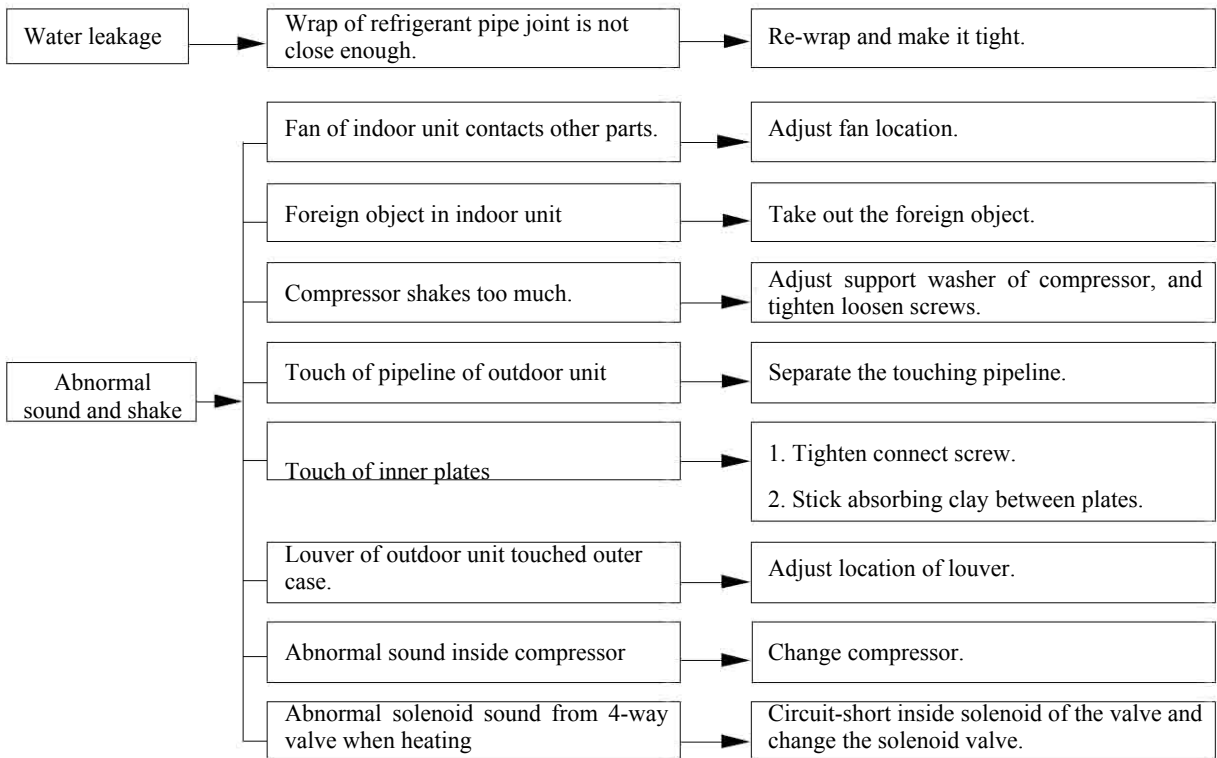 Water leakage
Wrap of refrigerant pipe joint is not
close enough.
Re-wrap and make it tight.
Fan of indoor unit contacts other parts.
Adjust fan location.
Foreign object in indoor unit
Take out the foreign object.
Compressor shakes too much.
Adjust support washer of compressor, and
tighten loosen screws.
Abnormal
sound and shake
Touch of pipeline of outdoor unit
Separate the touching pipeline.
Touch of inner plates
1. Tighten connect screw.
2. Stick absorbing clay between plates.
Louver of outdoor unit touched outer
case.
Adjust location of louver.
Abnormal sound inside compressor
Change compressor.
Abnormal solenoid sound from 4-way
valve when heating
Circuit-short inside solenoid of the valve and
change the solenoid valve.